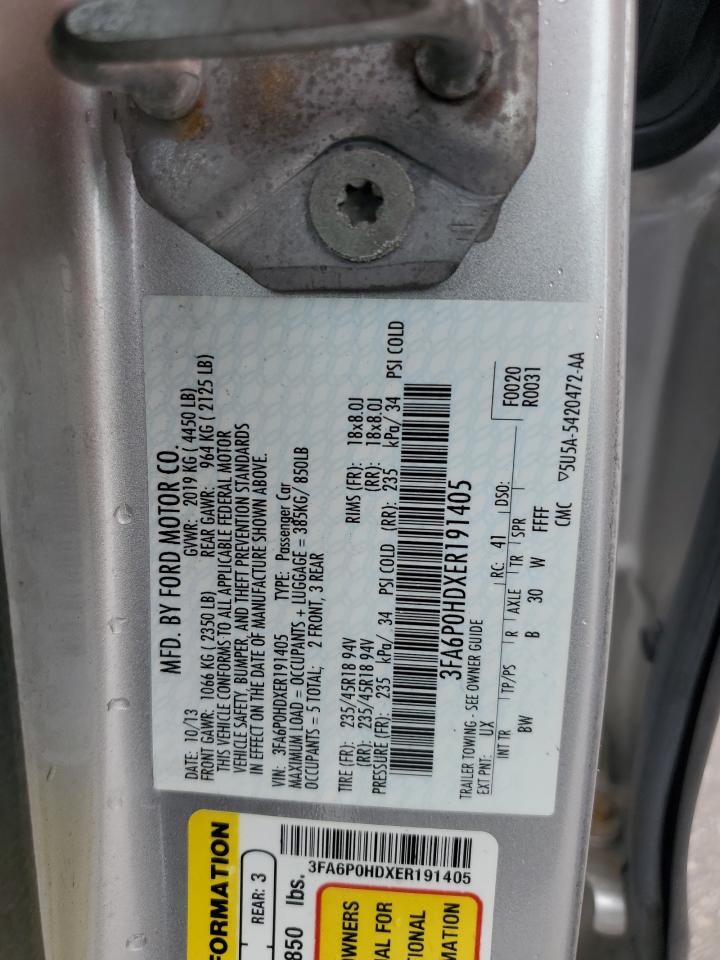 MFD. BY FORD MOTOR CO.
DATE: 10/13 GVWR: 2019 KG ( 4450 LB)
FRONT GAWR: 1066 KG ( 2350 LB) REAR GAWR: 964 KG ( 2125 LB)
THIS VEHICLE CONFORMS TO ALL APPLICABLE FEDERAL MOTOR
VEHICLE SAFETY, BUMPER, AND THEFT PREVENTION STANDARDS
IN EFFECT ON THE DATE OF MANUFACTURE SHOWN ABOVE.
VIN: 3FA6P0HDXER191405 TYPE: Passenger Car
MAXIMUM LOAD = OCCUPANTS + LUGGAGE = 385KG/ 850LB
OCCUPANTS = 5 TOTAL; 2 FRONT, 3 REAR
TIRE (FR): 235/45R18 94V RIMS (FR): 18x8.0J
(RR): 235/45R18 94V (RR): 18x8.0J
PRESSURE (FR): 235 kPa/ 34 PSI COLD (RR): 235 kPa/ 34 PSI COLD
3FA6P0HDXER191405
TRAILER TOWING - SEE OWNER GUIDE
EXT PNT: UX RC: 41 DSO: F0020
R0031
INT TR TP/PS R AXLE TR SPR
BW B 30 W FFFF
CMC ▽5U5A-5420472-AA
FORMATION
REAR: 3
850 lbs.
3FA6P0HDXER191405
OWNERS
AL FOR
TIONAL
MATION